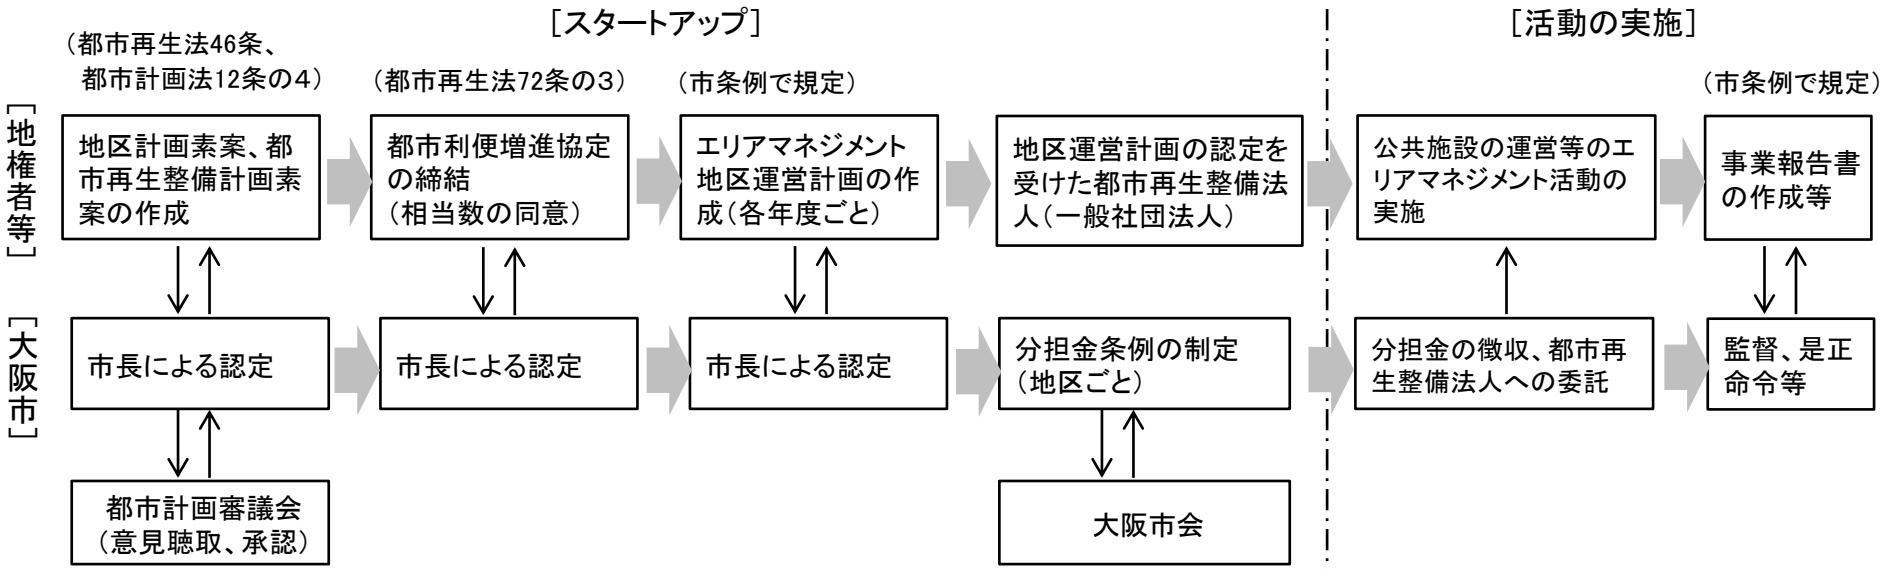 [スタートアップ]
[活動の実施]
（都市再生法46条、
都市計画法12条の４）
（都市再生法72条の３）
（市条例で規定）
（市条例で規定）
[地権者等]
地区計画素案、都
市再生整備計画素
案の作成
都市利便増進協定
の締結
（相当数の同意）
エリアマネジメント
地区運営計画の作
成（各年度ごと）
地区運営計画の認定を
受けた都市再生整備法
人（一般社団法人）
公共施設の運営等のエ
リアマネジメント活動の
実施
事業報告書
の作成等
[大阪市]
市長による認定
市長による認定
市長による認定
分担金条例の制定
（地区ごと）
分担金の徴収、都市再
生整備法人への委託
監督、是正
命令等
都市計画審議会
（意見聴取、承認）
大阪市会